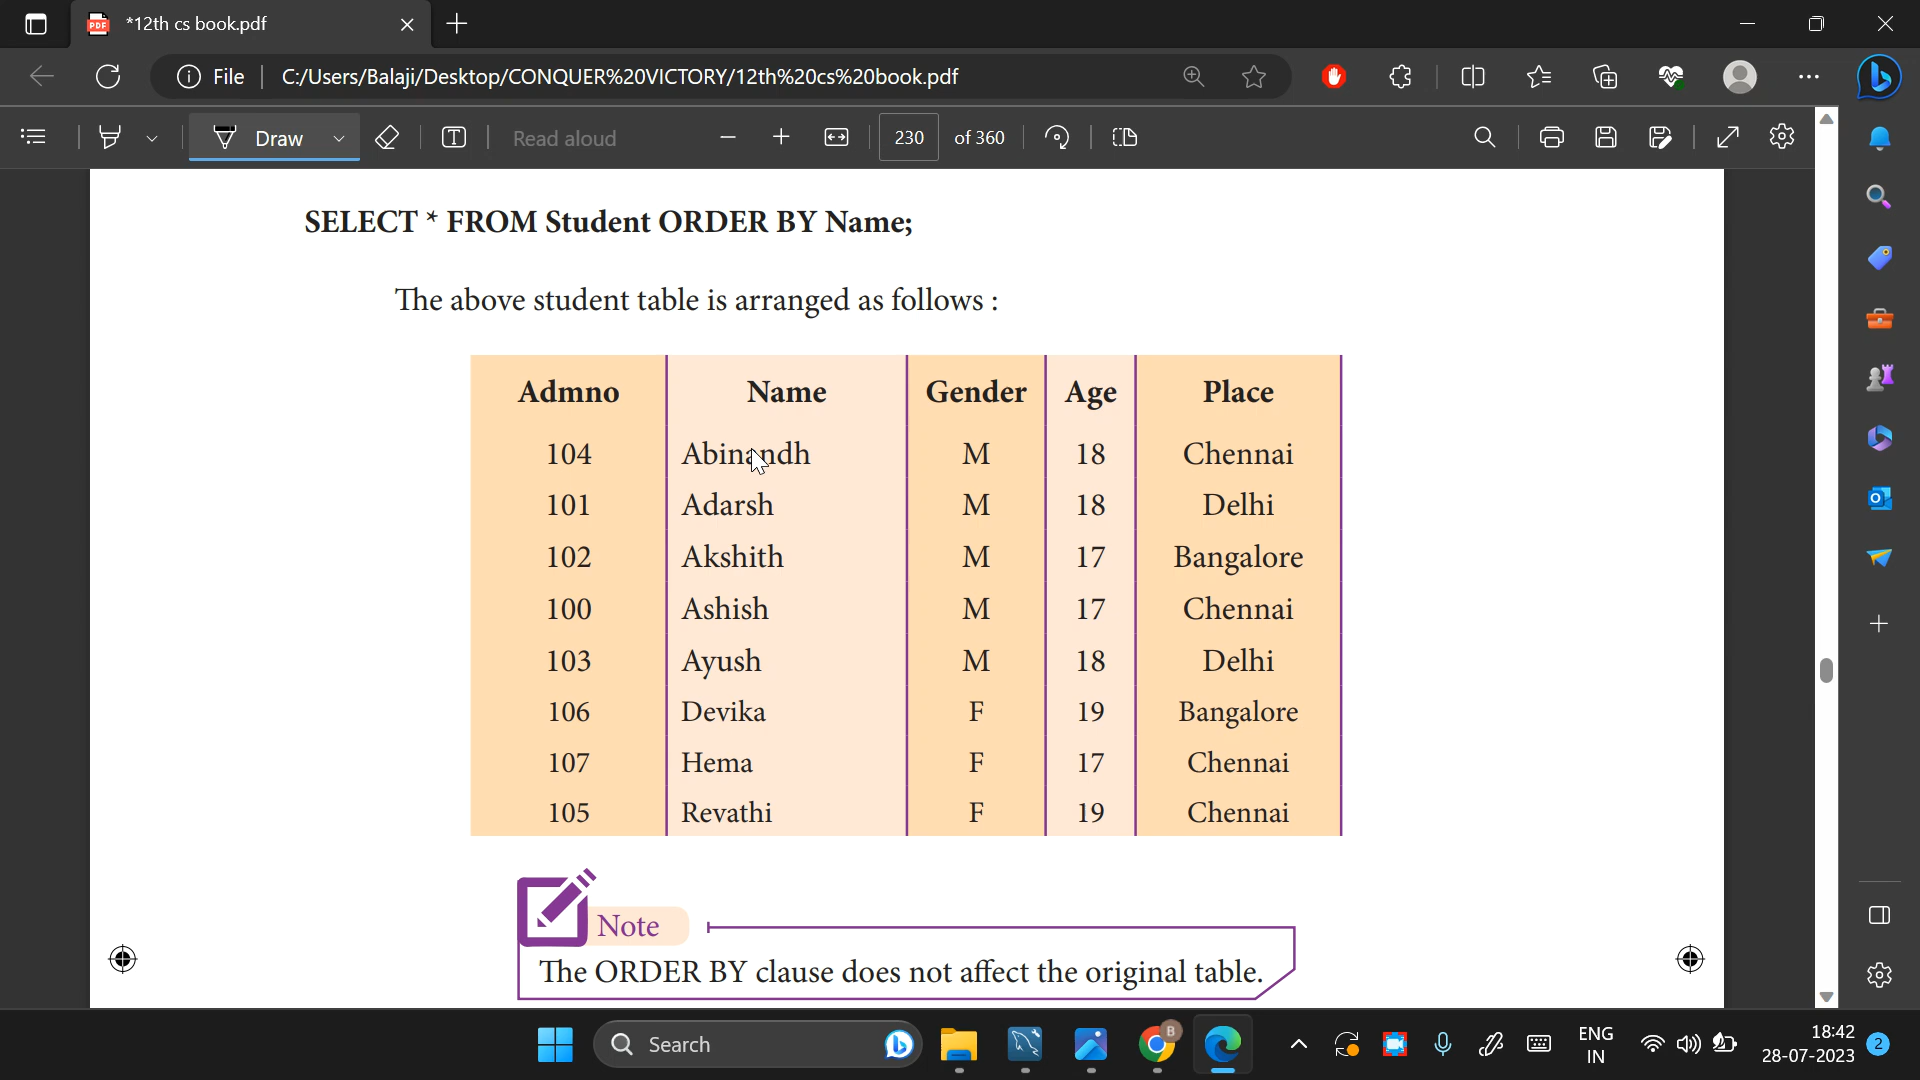 *12th cs book.pdf
File C:/Users/Balaji/Desktop/CONQUER%20VICTORY/12th%20cs%20book.pdf
Draw Read aloud 230 of 360
SELECT * FROM Student ORDER BY Name;
The above student table is arranged as follows :
Admno Name Gender Age Place
104 Abinandh M 18 Chennai
101 Adarsh M 18 Delhi
102 Akshith M 17 Bangalore
100 Ashish M 17 Chennai
103 Ayush M 18 Delhi
106 Devika F 19 Bangalore
107 Hema F 17 Chennai
105 Revathi F 19 Chennai
Note
The ORDER BY clause does not affect the original table.
Search B ENG 18:42
IN 28-07-2023 2